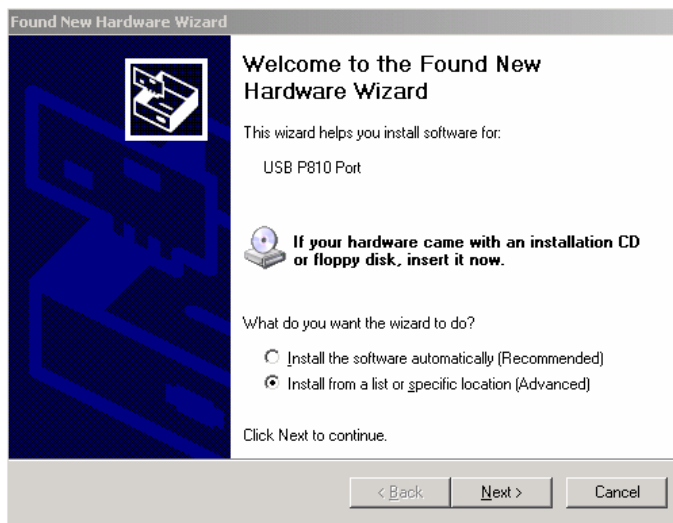 Found New Hardware Wizard
Welcome to the Found New
Hardware Wizard
This wizard helps you install software for:
USB P810 Port
If your hardware came with an installation CD
or floppy disk, insert it now.
What do you want the wizard to do?
Install the software automatically (Recommended)
Install from a list or specific location (Advanced)
Click Next to continue.
< Back Next > Cancel